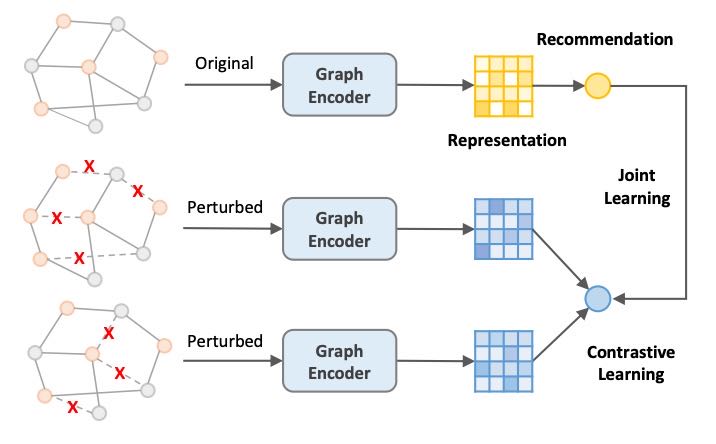 Recommendation
Original
Graph
Encoder
Representation
Joint
Learning
X
X
X
X
Perturbed
Graph
Encoder
X
X
X
Perturbed
Graph
Encoder
Contrastive
Learning